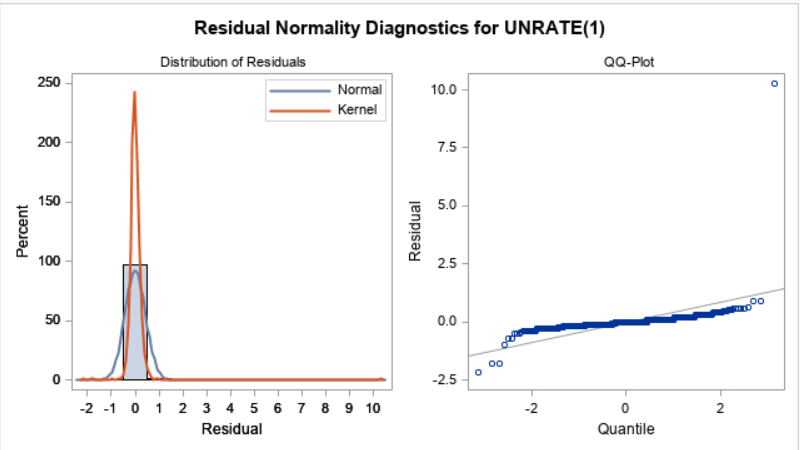 Residual Normality Diagnostics for UNRATE(1)
Distribution of Residuals
250
200
150
100
50
0
Percent
Normal
Kernel
-2 -1 0 1 2 3 4 5 6 7 8 9 10
Residual
QQ-Plot
10.0
7.5
5.0
2.5
0.0
-2.5
Residual
-2 0 2
Quantile